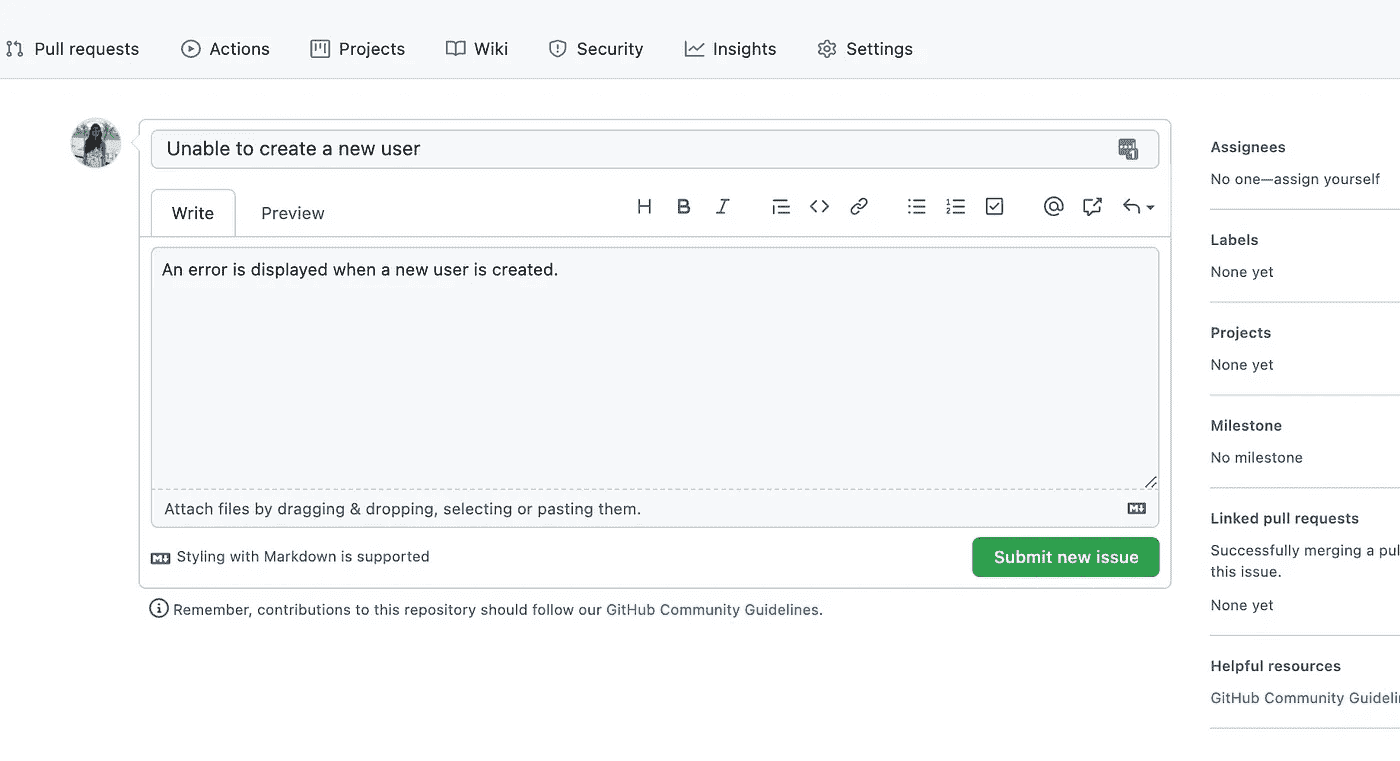 Pull requests Actions Projects Wiki Security Insights Settings
Unable to create a new user
Write Preview
An error is displayed when a new user is created.
Attach files by dragging & dropping, selecting or pasting them.
Styling with Markdown is supported
Submit new issue
Remember, contributions to this repository should follow our GitHub Community Guidelines.
Assignees
No one—assign yourself
Labels
None yet
Projects
None yet
Milestone
No milestone
Linked pull requests
Successfully merging a pul
this issue.
None yet
Helpful resources
GitHub Community Guideli